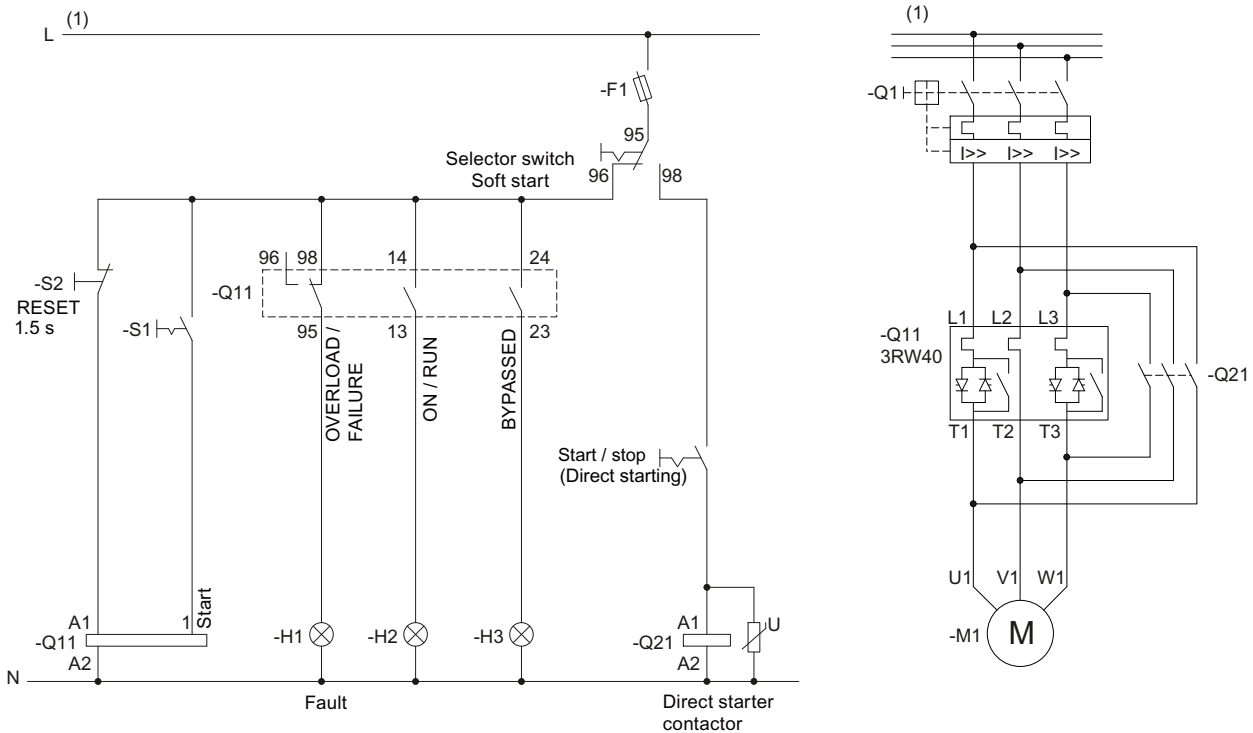 (1)
L
-F1
95
Selector switch
Soft start
96
98
-S2
RESET
1.5 s
-S1
96
98
14
24
-Q11
95
13
23
OVERLOAD /
FAILURE
ON / RUN
BYPASSED
Start / stop
(Direct starting)
A1
1
Start
-Q11
A2
-H1
-H2
-H3
A1
-Q21
A2
U
N
Fault
Direct starter
contactor
(1)
-Q1
I>>
I>>
I>>
L1
L2
L3
-Q11
3RW40
-Q21
T1
T2
T3
U1
V1
W1
-M1
M